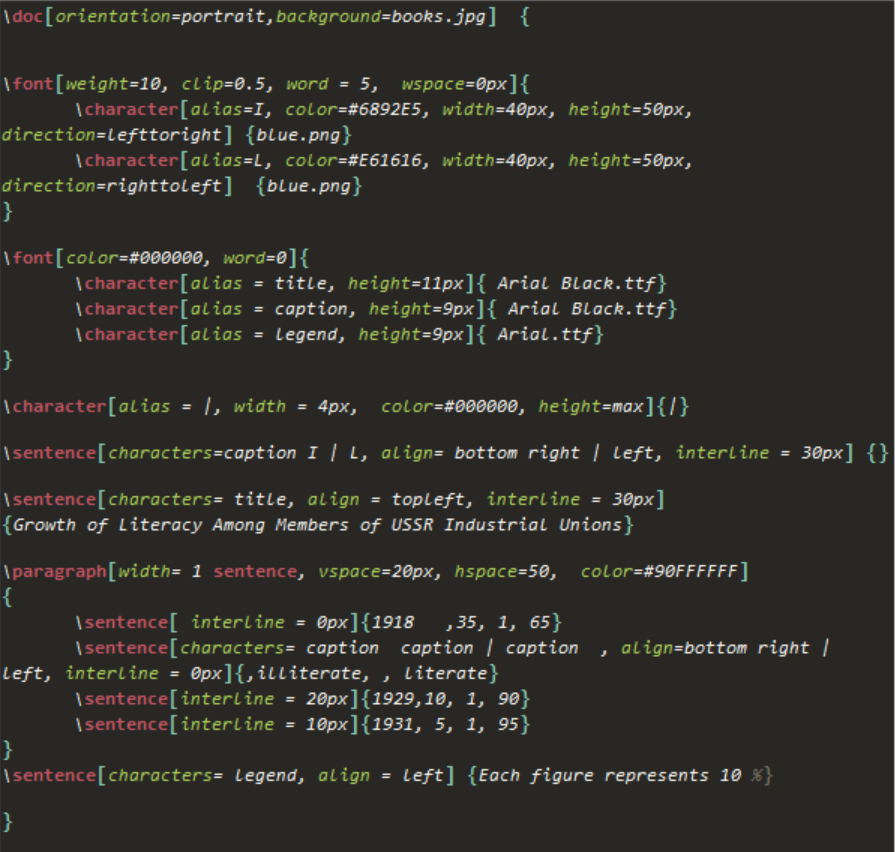 \doc[orientation=portrait,background=books.jpg]  {
\font[weight=10, clip=0.5, word = 5,  wspace=0px]{
\character[alias=I, color=#6892E5, width=40px, height=50px,
direction=lefttoright] {blue.png}
\character[alias=L, color=#E61616, width=40px, height=50px,
direction=righttoleft]  {blue.png}
}
\font[color=#000000, word=0]{
\character[alias = title, height=11px]{ Arial Black.ttf}
\character[alias = caption, height=9px]{ Arial Black.ttf}
\character[alias = legend, height=9px]{ Arial.ttf}
}
\character[alias = |, width = 4px,  color=#000000, height=max]{|}
\sentence[characters=caption I | L, align= bottom right | left, interline = 30px] {}
\sentence[characters= title, align = topleft, interline = 30px]
{Growth of Literacy Among Members of USSR Industrial Unions}
\paragraph[width= 1 sentence, vspace=20px, hspace=50,  color=#90FFFFFF]
{
\sentence[ interline = 0px]{1918   ,35, 1, 65}
\sentence[characters= caption  caption | caption  , align=bottom right |
left, interline = 0px]{,illiterate, , literate}
\sentence[interline = 20px]{1929,10, 1, 90}
\sentence[interline = 10px]{1931, 5, 1, 95}
}
\sentence[characters= legend, align = left] {Each figure represents 10 %}
}